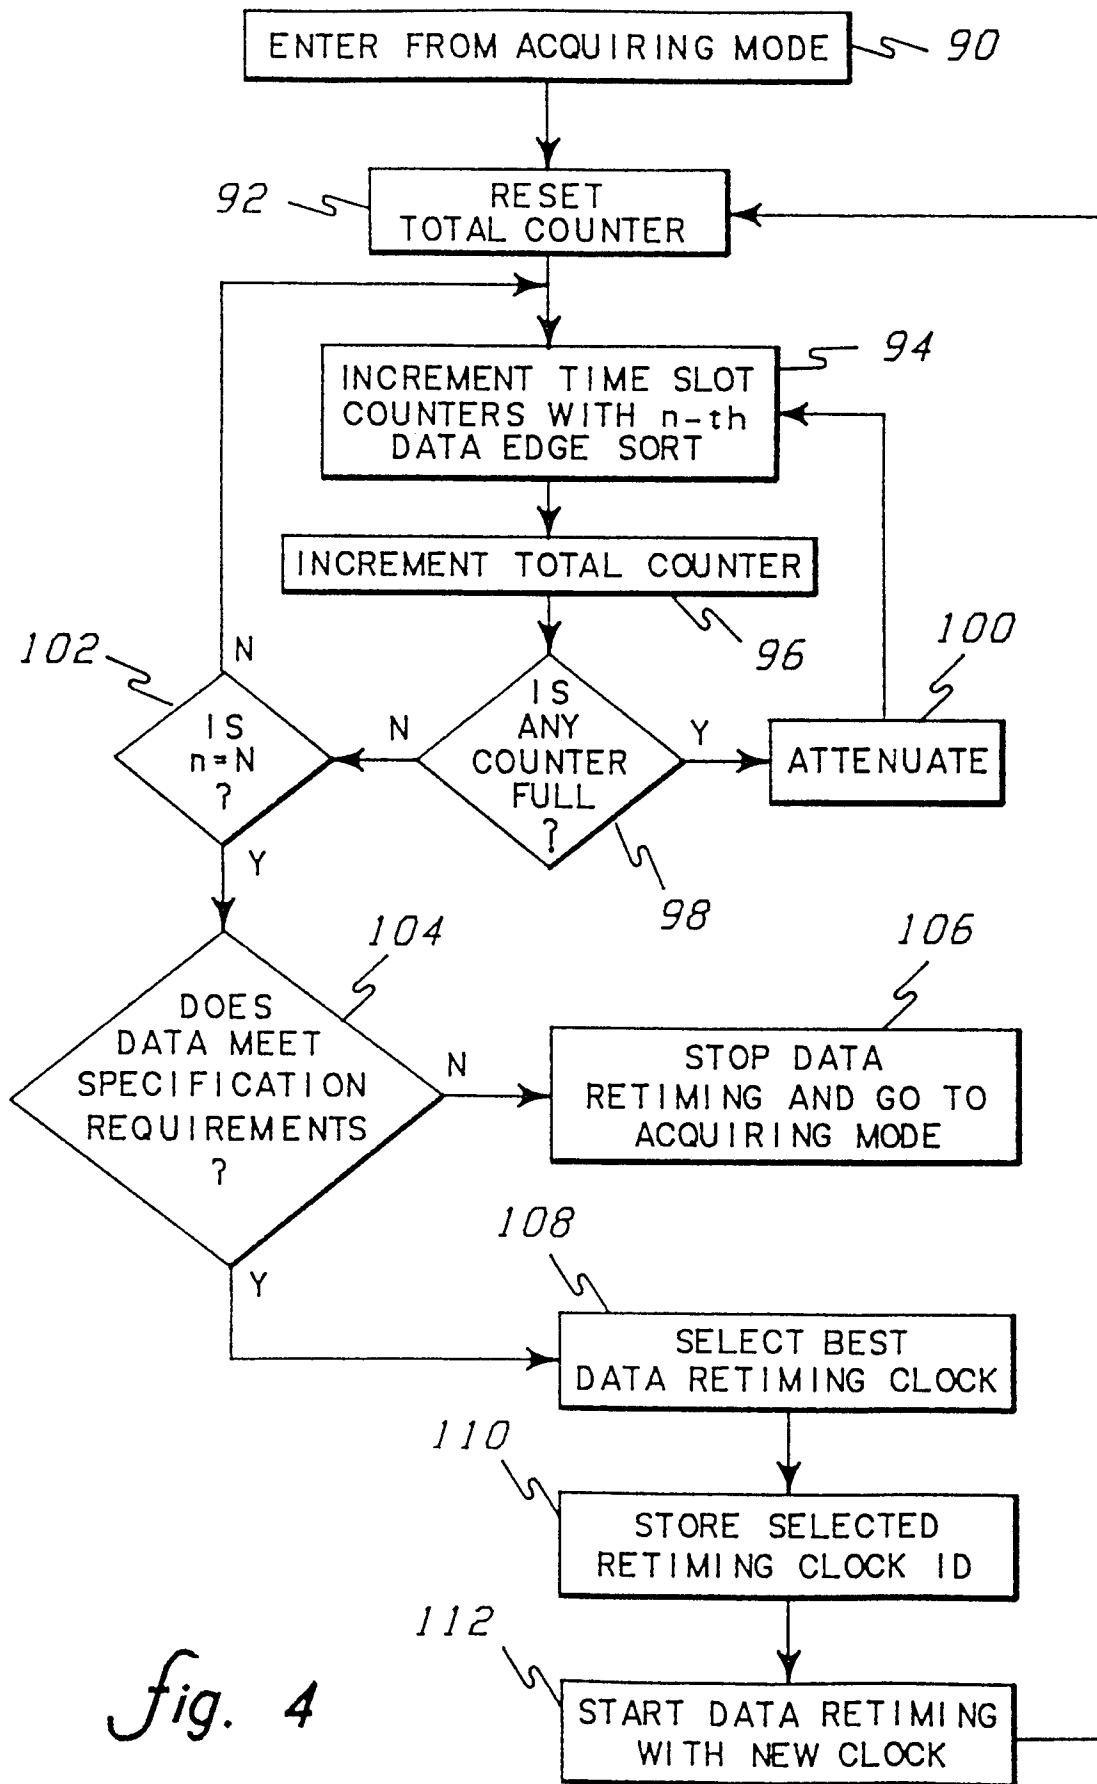 ENTER FROM ACQUIRING MODE
90
92
RESET
TOTAL COUNTER
94
INCREMENT TIME SLOT
COUNTERS WITH n-th
DATA EDGE SORT
INCREMENT TOTAL COUNTER
96
100
102
N
IS
n=N
?
Y
N
IS
ANY
COUNTER
FULL
?
Y
98
ATTENUATE
104
DOES
DATA MEET
SPECIFICATION
REQUIREMENTS
?
N
Y
106
STOP DATA
RETIMING AND GO TO
ACQUIRING MODE
108
SELECT BEST
DATA RETIMING CLOCK
110
STORE SELECTED
RETIMING CLOCK ID
112
START DATA RETIMING
WITH NEW CLOCK
fig. 4